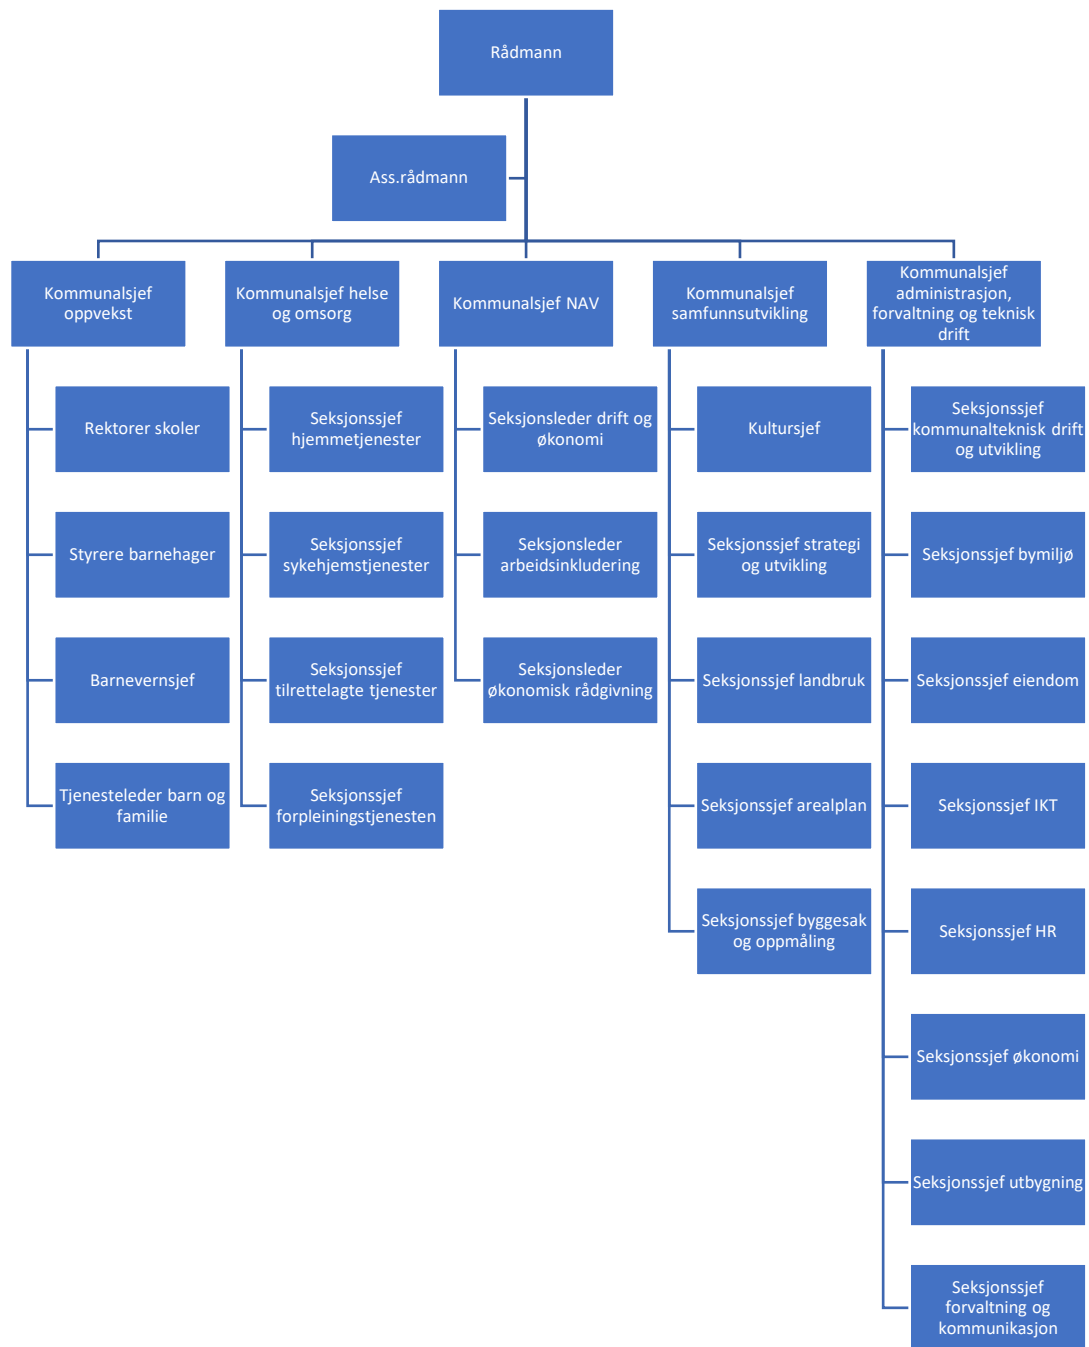 Rådmann
Ass.rådmann
Kommunalsjef
oppvekst
Kommunalsjef helse
og omsorg
Kommunalsjef NAV
Kommunalsjef
samfunnsutvikling
Kommunalsjef
administrasjon,
forvaltning og teknisk
drift
Rektorer skoler
Styrere barnehager
Barnevernsjef
Tjenesteleder barn og
familie
Seksjonssjef
hjemmetjenester
Seksjonssjef
sykehjemstjenester
Seksjonssjef
tilrettelagte tjenester
Seksjonssjef
forpleiningstjenesten
Seksjonsleder drift og
økonomi
Seksjonsleder
arbeidsinkludering
Seksjonsleder
økonomisk rådgivning
Kultursjef
Seksjonssjef strategi
og utvikling
Seksjonssjef landbruk
Seksjonssjef arealplan
Seksjonssjef byggesak
og oppmåling
Seksjonssjef
kommunalteknisk drift
og utvikling
Seksjonssjef bymiljø
Seksjonssjef eiendom
Seksjonssjef IKT
Seksjonssjef HR
Seksjonssjef økonomi
Seksjonssjef utbygning
Seksjonssjef
forvaltning og
kommunikasjon